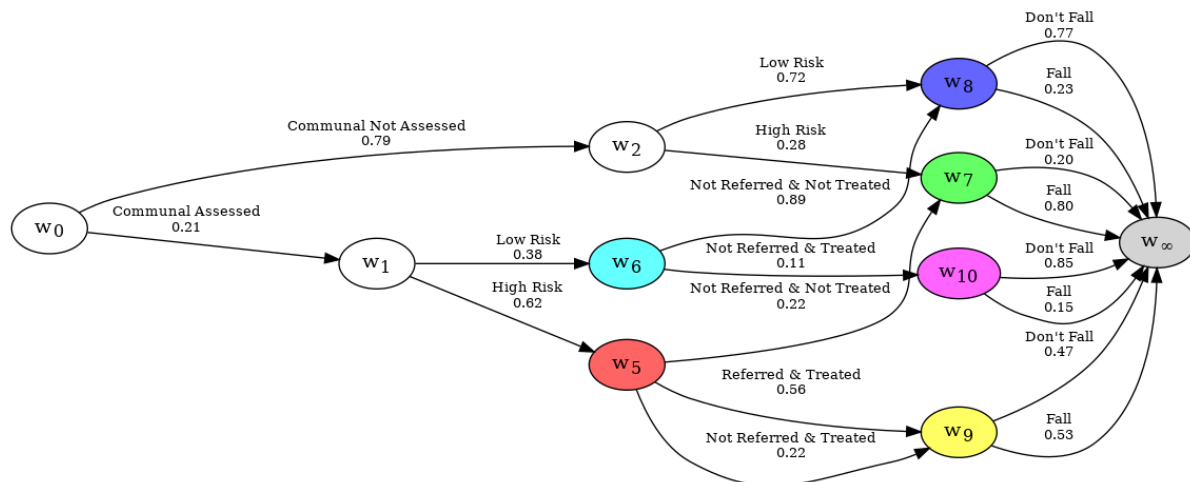 Don't Fall
0.77
Low Risk
0.72
w8
Fall
0.23
Communal Not Assessed
0.79
w2
High Risk
0.28
Don't Fall
0.20
w7
Not Referred & Not Treated
0.89
Fall
0.80
w0
Communal Assessed
0.21
w1
Low Risk
0.38
w6
Not Referred & Treated
0.11
w10
Don't Fall
0.85
w∞
High Risk
0.62
Not Referred & Not Treated
0.22
Fall
0.15
w5
Don't Fall
0.47
Referred & Treated
0.56
w9
Not Referred & Treated
0.22
Fall
0.53